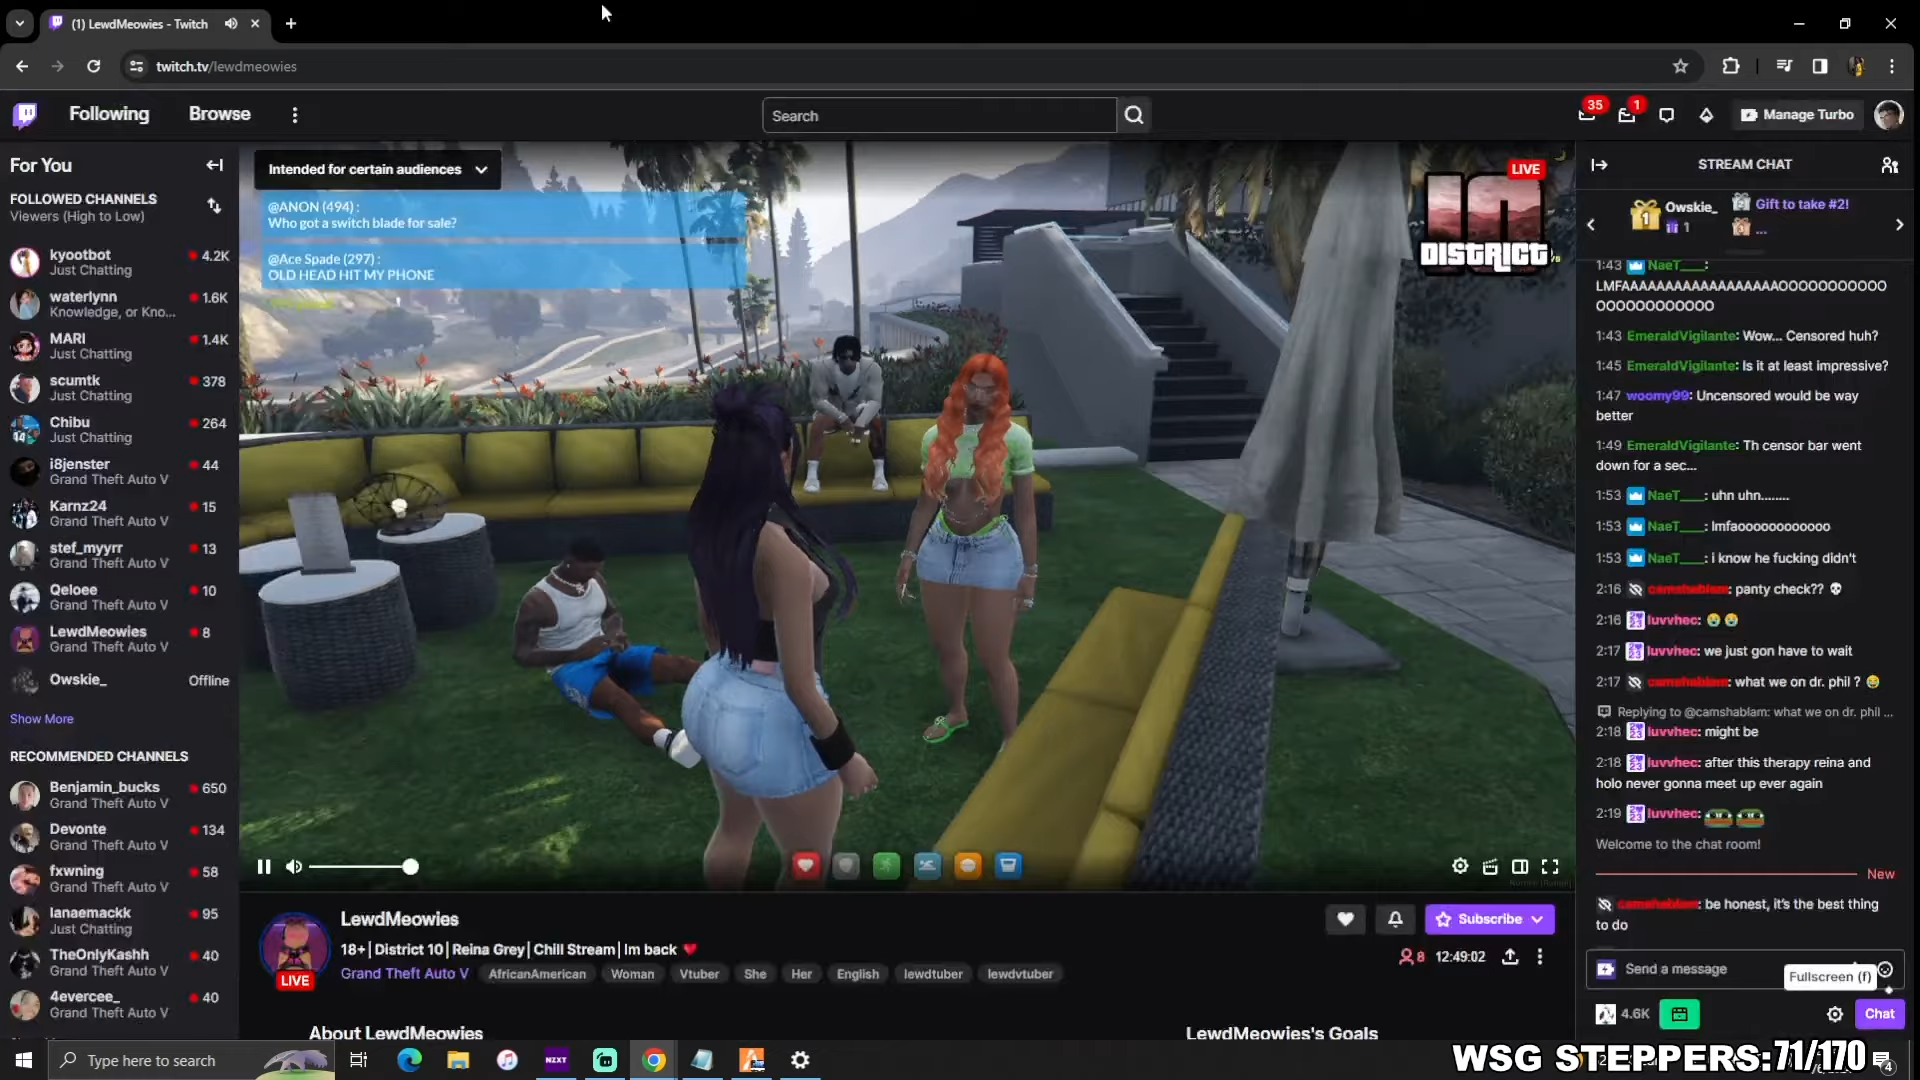 (1) LewdMeowies - Twitch
twitch.tv/lewdmeowies
Following
Browse
Search
35
1
Manage Turbo
For You
FOLLOWED CHANNELS
Viewers (High to Low)
kyootbot
4.2K
Just Chatting
waterlynn
1.6K
Knowledge, or Kno...
MARI
1.4K
Just Chatting
scumtk
378
Just Chatting
Chibu
264
Just Chatting
i8jenster
44
Grand Theft Auto V
Karnz24
15
Grand Theft Auto V
stef_myyrr
13
Grand Theft Auto V
Qeloee
10
Grand Theft Auto V
LewdMeowies
8
Grand Theft Auto V
Owskie_
Offline
Show More
RECOMMENDED CHANNELS
Benjamin_bucks
650
Grand Theft Auto V
Devonte
134
Grand Theft Auto V
fxwning
58
Grand Theft Auto V
lanaemackk
95
Just Chatting
TheOnlyKashh
40
Grand Theft Auto V
4evercee_
40
Grand Theft Auto V
Intended for certain audiences
@ANON (494) :
Who got a switch blade for sale?
@Ace Spade (297) :
OLD HEAD HIT MY PHONE
LIVE
10
DISTRICT
LewdMeowies
18+| District 10| Reina Grey| Chill Stream| Im back
Grand Theft Auto V
AfricanAmerican
Woman
Vtuber
She
Her
English
lewdtuber
lewdvtuber
LIVE
Subscribe
8
12:49:02
About LewdMeowies
LewdMeowies's Goals
STREAM CHAT
1
Owskie_
1
Gift to take #2!
...
1:43 NaeT___:
LMFAAAAAAAAAAAAAAAAAAOOOOOOOOOOO
OOOOOOOOOOOO
1:43 EmeraldVigilante: Wow... Censored huh?
1:45 EmeraldVigilante: Is it at least impressive?
1:47 woomy99: Uncensored would be way
better
1:49 EmeraldVigilante: Th censor bar went
down for a sec...
1:53 NaeT___: uhn uhn........
1:53 NaeT___: lmfaoooooooooooo
1:53 NaeT___: i know he fucking didn't
2:16 camshablam: panty check?? 💀
2:16 luvvhec: 😭 😭
2:17 luvvhec: we just gon have to wait
2:17 camshablam: what we on dr. phil ? 😂
Replying to @camshablam: what we on dr. phil ...
2:18 luvvhec: might be
2:18 luvvhec: after this therapy reina and
holo never gonna meet up ever again
2:19 luvvhec:
Welcome to the chat room!
New
camshablam: be honest, it's the best thing
to do
Send a message
Fullscreen (f)
4.6K
Chat
Type here to search
NZXT
WSG STEPPERS:71/170
4